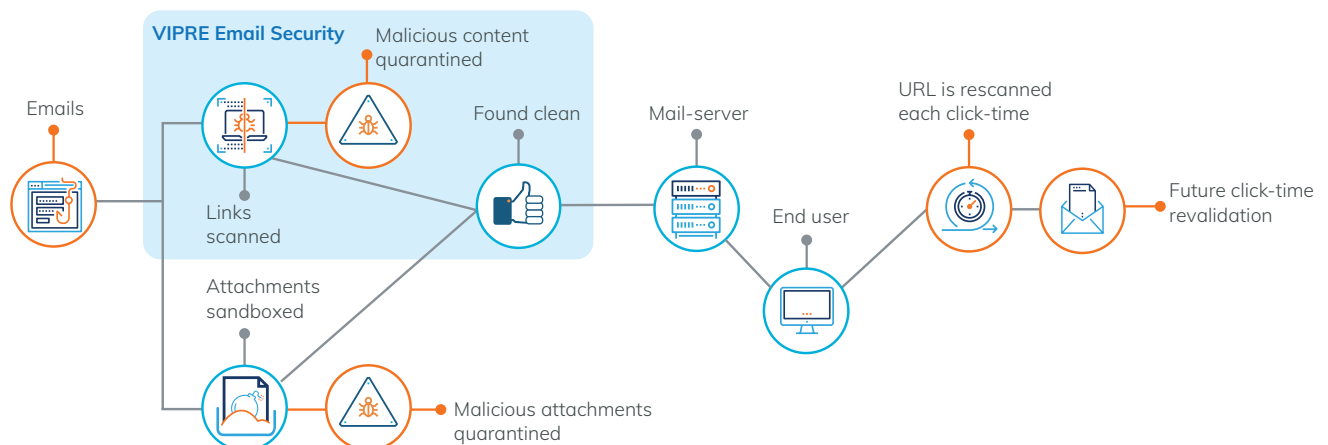 VIPRE Email Security
Malicious content
quarantined
Emails
Found clean
Mail-server
URL is rescanned
each click-time
Links
scanned
End user
Future click-time
revalidation
Attachments
sandboxed
Malicious attachments
quarantined